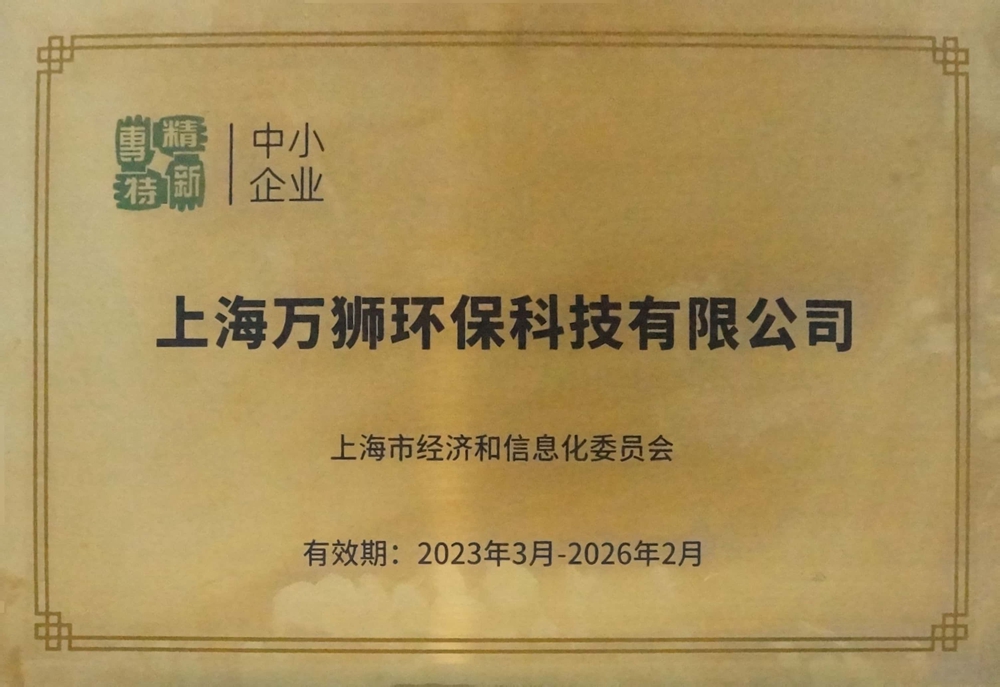 專精
特新
中小
企业
上海万狮环保科技有限公司
上海市经济和信息化委员会
有效期：2023年3月-2026年2月